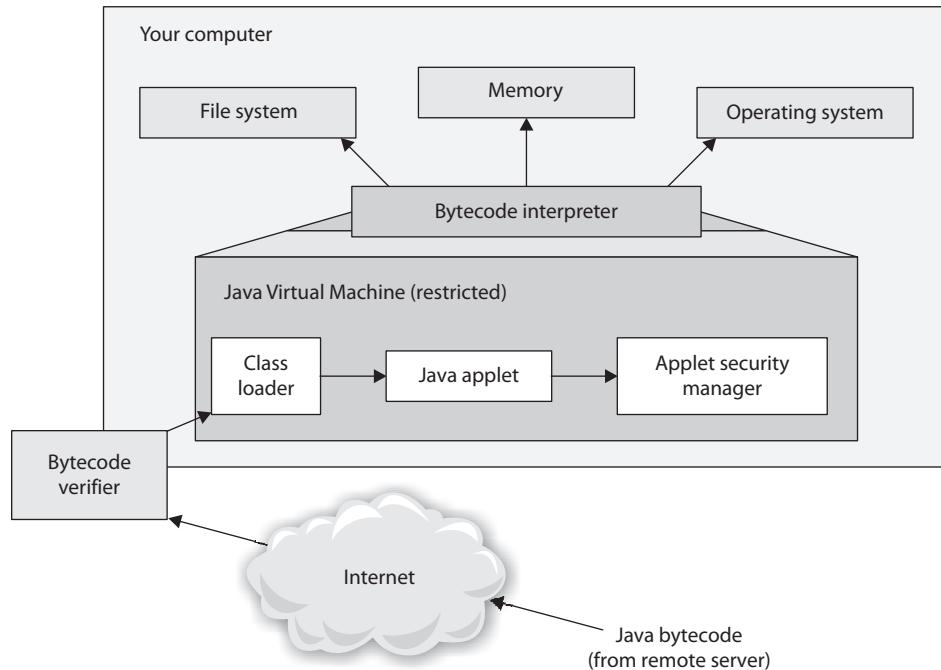 Your computer
Memory
File system
Operating system
Bytecode interpreter
Java Virtual Machine (restricted)
Class
loader
Java applet
Applet security
manager
Bytecode
verifier
Internet
Java bytecode
(from remote server)